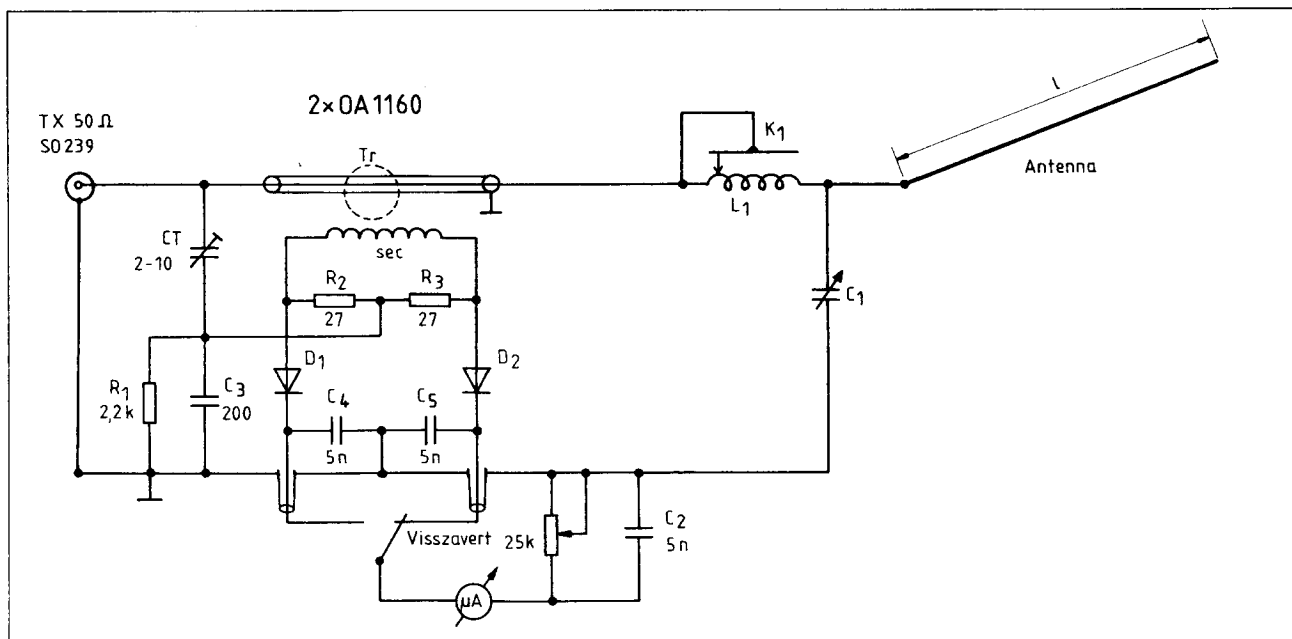 2×OA1160
TX 50Ω
SO239
Tr
K₁
l
Antenna
L₁
CT
2-10
sec
R₂
27
R₃
27
C₁
D₁
D₂
R₁
2,2k
C₃
200
C₄
5n
C₅
5n
Visszavert
25k
C₂
5n
µA